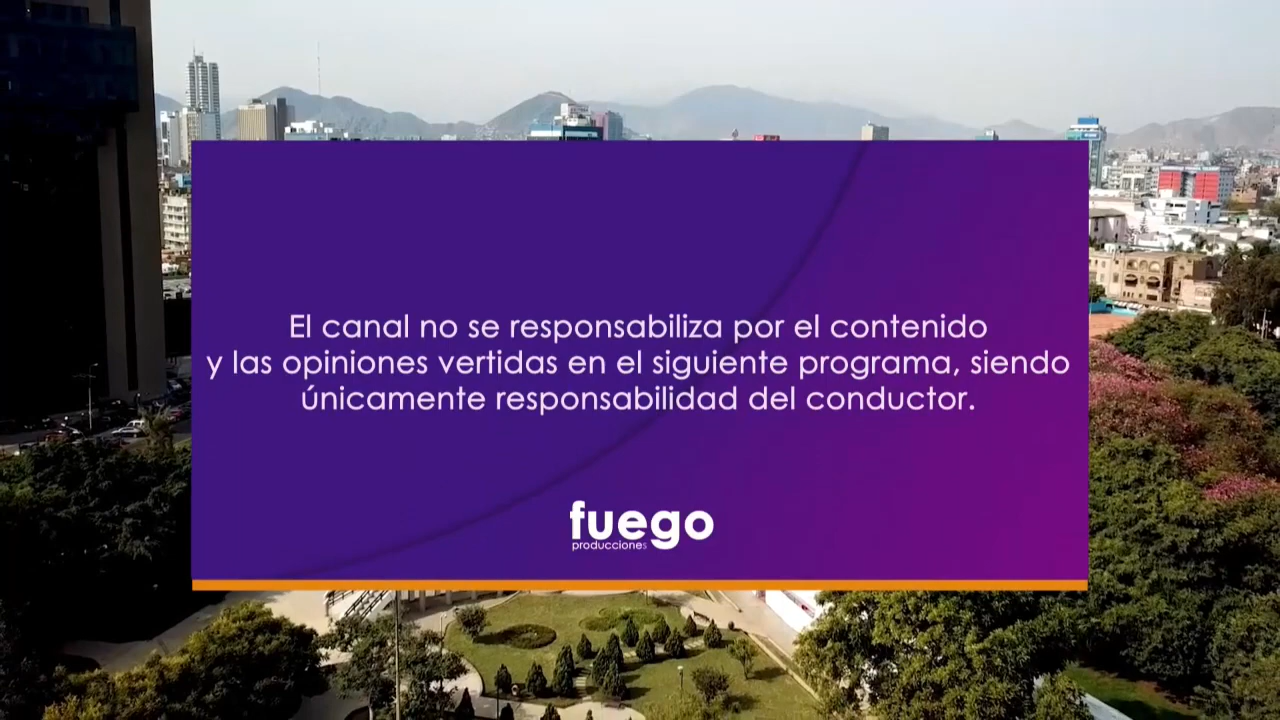 El canal no se responsabiliza por el contenido
y las opiniones vertidas en el siguiente programa, siendo
únicamente responsabilidad del conductor.
fuego
producciones